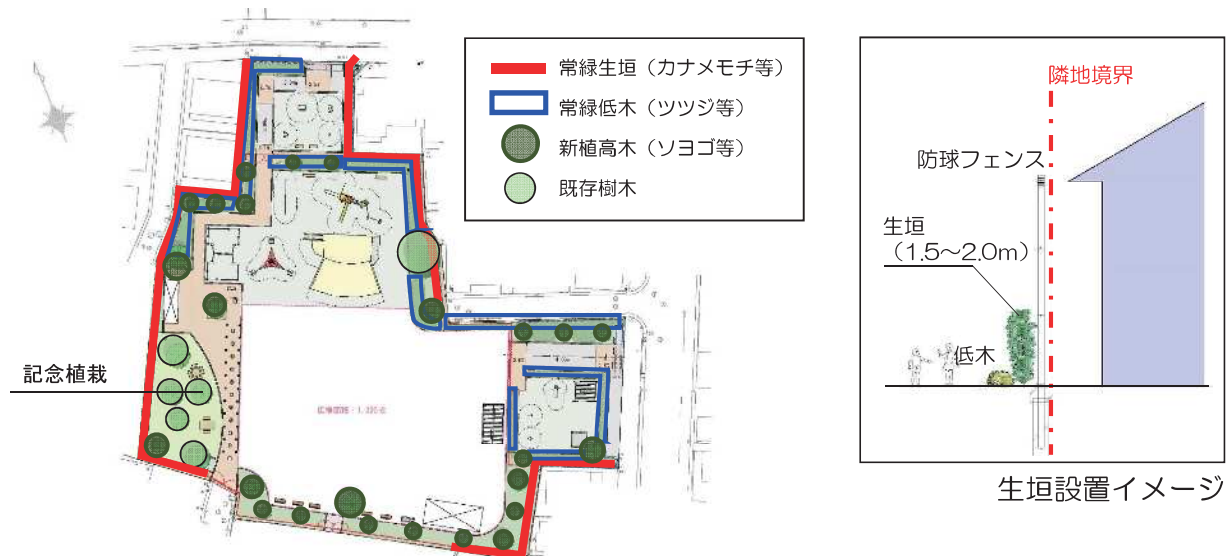 常緑生垣（カナメモチ等）
常緑低木（ツツジ等）
新植高木（ソヨゴ等）
既存樹木
記念植栽
隣地境界
防球フェンス
生垣
（1.5～2.0m）
低木
生垣設置イメージ